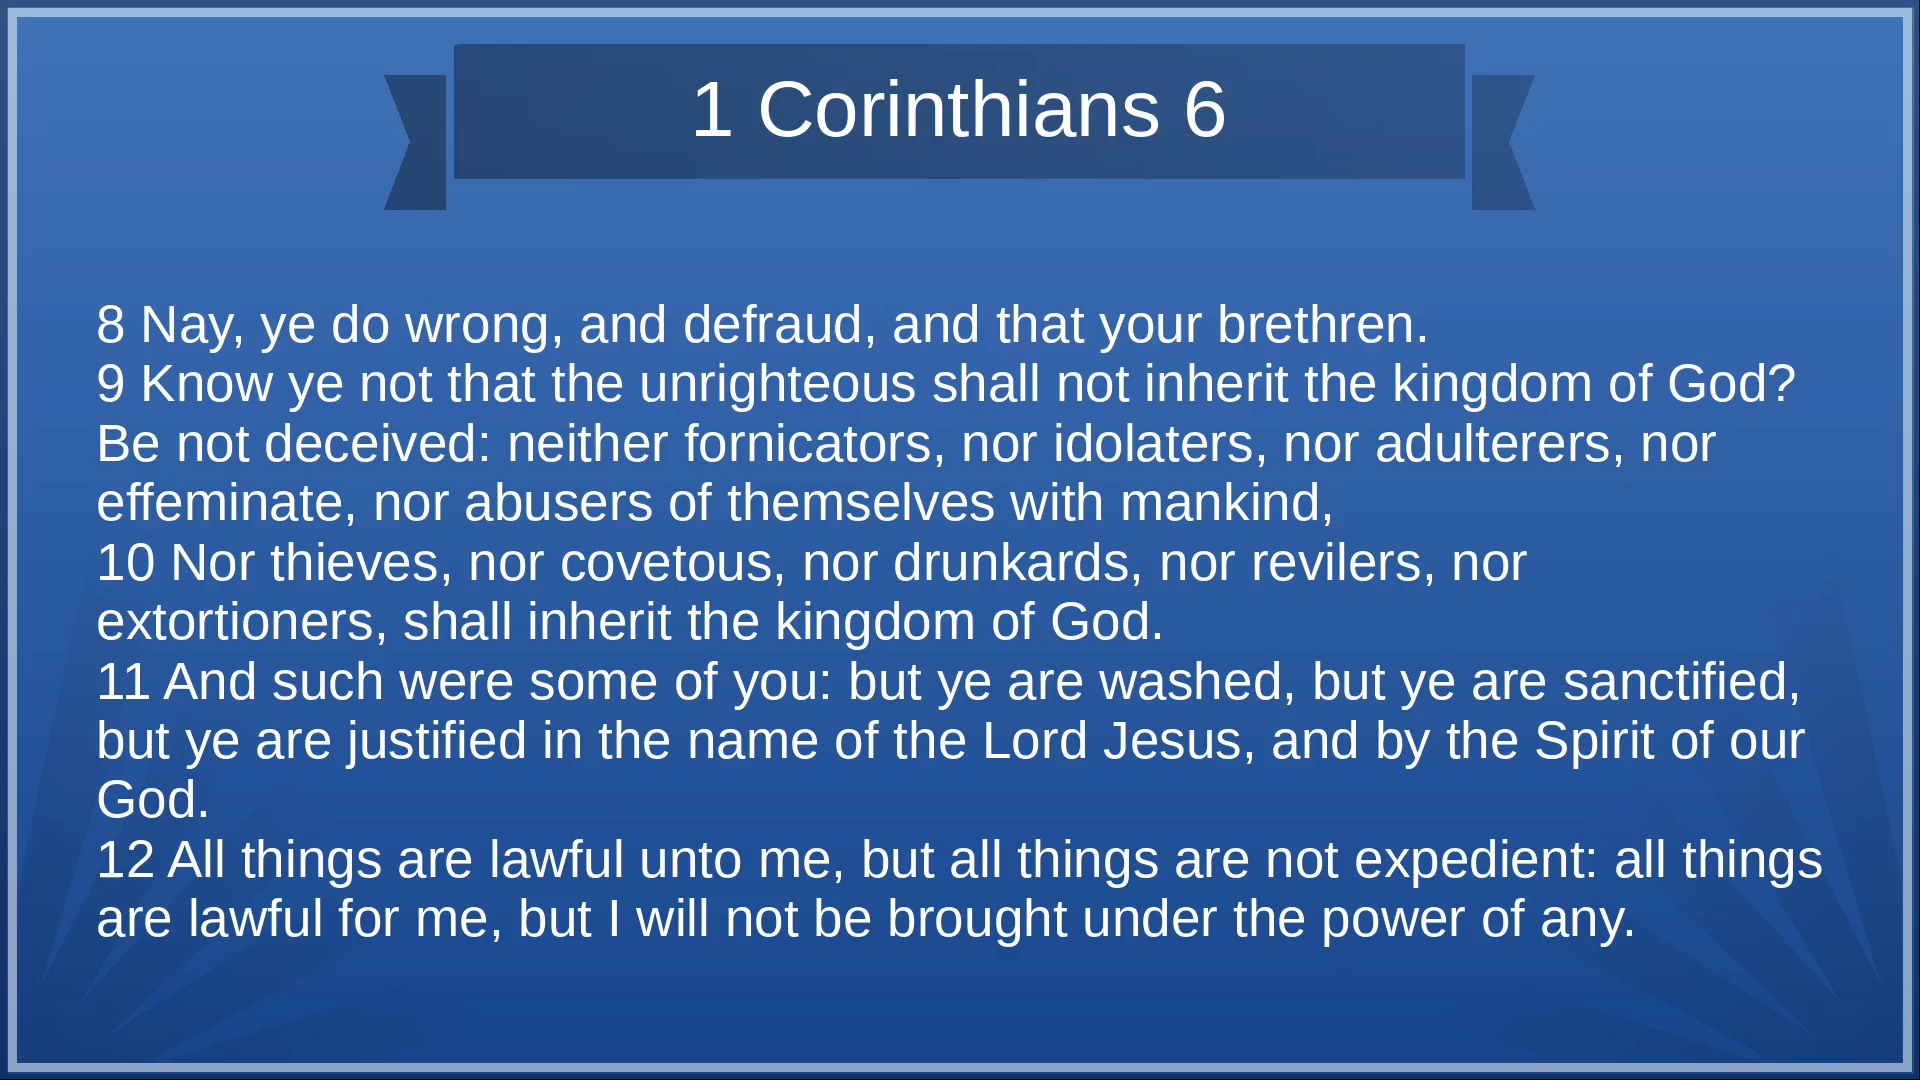 1 Corinthians 6
8 Nay, ye do wrong, and defraud, and that your brethren.
9 Know ye not that the unrighteous shall not inherit the kingdom of God?
Be not deceived: neither fornicators, nor idolaters, nor adulterers, nor
effeminate, nor abusers of themselves with mankind,
10 Nor thieves, nor covetous, nor drunkards, nor revilers, nor
extortioners, shall inherit the kingdom of God.
11 And such were some of you: but ye are washed, but ye are sanctified,
but ye are justified in the name of the Lord Jesus, and by the Spirit of our
God.
12 All things are lawful unto me, but all things are not expedient: all things
are lawful for me, but I will not be brought under the power of any.